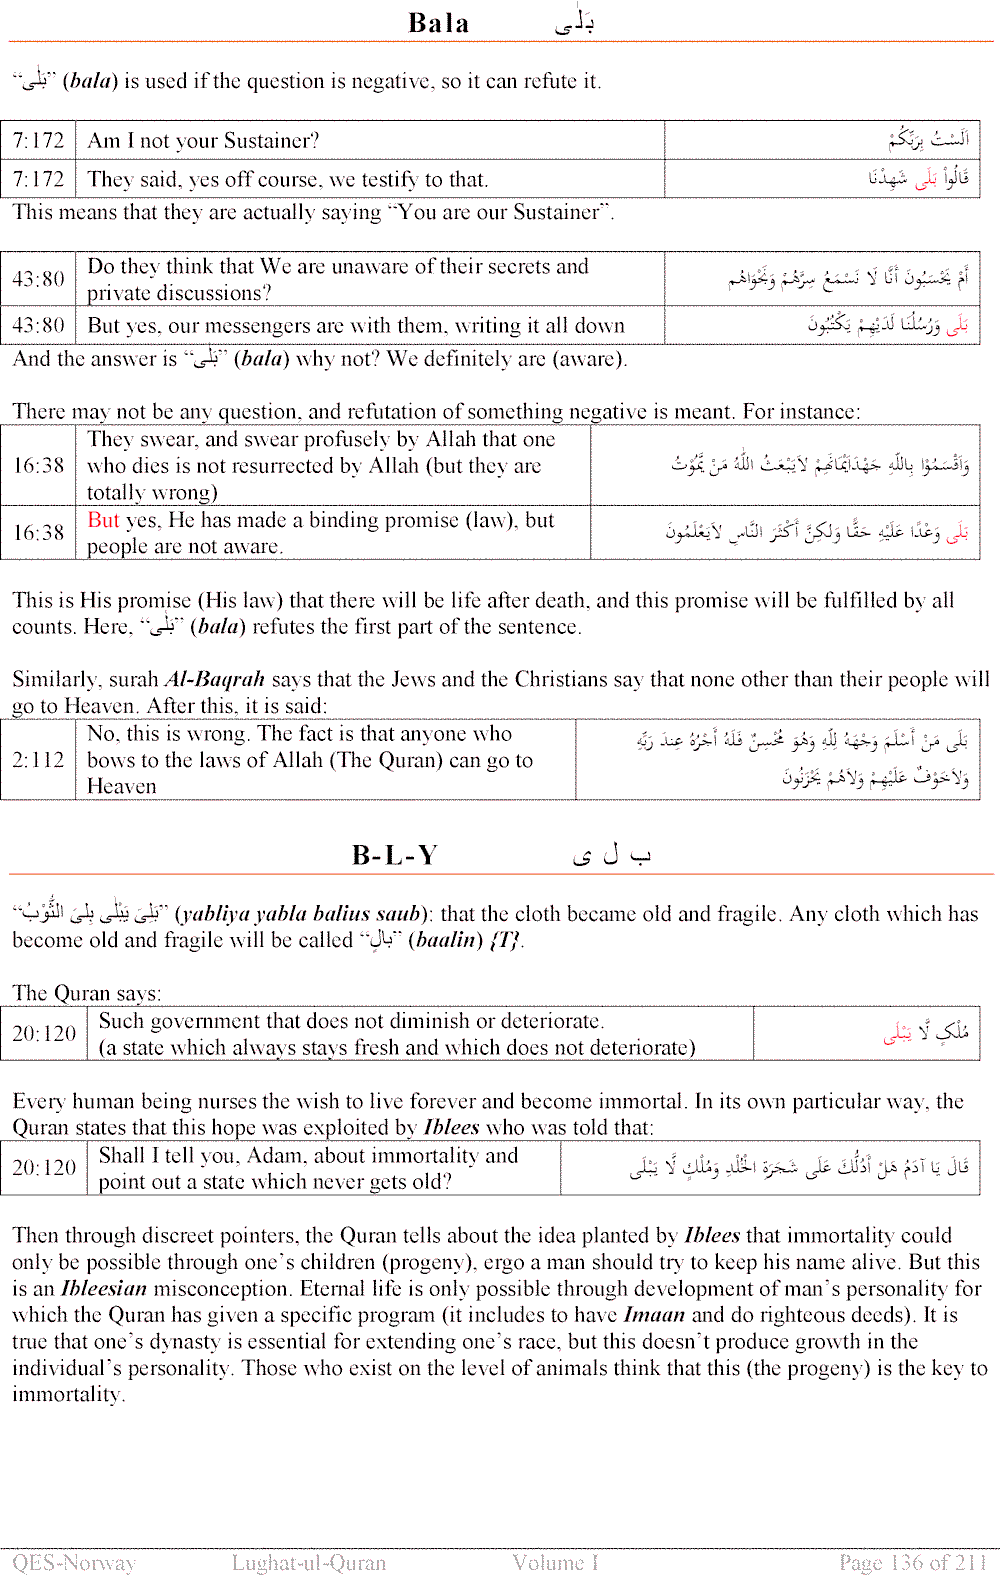 Bala بَلٰى
“بَلٰى” (bala) is used if the question is negative, so it can refute it.
7:172 Am I not your Sustainer? اَلَسْتُ بِرَبِّكُمْ
7:172 They said, yes off course, we testify to that. قَالُواْ بَلَى شَهِدْنَا
This means that they are actually saying “You are our Sustainer”.
43:80 Do they think that We are unaware of their secrets and private discussions? أَمْ يَحْسَبُونَ أَنَّا لَا نَسْمَعُ سِرَّهُمْ وَنَجْوَاهُم
43:80 But yes, our messengers are with them, writing it all down بَلَى وَرُسُلُنَا لَدَيْهِمْ يَكْتُبُونَ
And the answer is “بَلٰى” (bala) why not? We definitely are (aware).
There may not be any question, and refutation of something negative is meant. For instance:
16:38 They swear, and swear profusely by Allah that one who dies is not resurrected by Allah (but they are totally wrong) وَاَقْسَمُوْا بِاللّهِ جَهْدَاَيْمَانَهِمْ لاَيَبْعَثُ اللّهُ مَنْ يَّمُوْتُ
16:38 But yes, He has made a binding promise (law), but people are not aware. بَلَى وَعْدًا عَلَيْهِ حَقًّا وَلكِنَّ أَكْثَرَ النَّاسِ لاَيَعْلَمُونَ
This is His promise (His law) that there will be life after death, and this promise will be fulfilled by all
counts. Here, “بَلٰى” (bala) refutes the first part of the sentence.
Similarly, surah Al-Baqrah says that the Jews and the Christians say that none other than their people will
go to Heaven. After this, it is said:
2:112 No, this is wrong. The fact is that anyone who bows to the laws of Allah (The Quran) can go to Heaven بَلَى مَنْ أَسْلَمَ وَجْهَهُ لِلّهِ وَهُوَ مُحْسِنٌ فَلَهُ أَجْرُهُ عِندَ رَبِّهِ وَلاَخَوْفٌ عَلَيْهِمْ وَلاَهُمْ يَحْزَنُونَ
B-L-Y ب ل ى
“بَلِىَ يَبْلٰى بِلىَ الثَّوْبُ” (yabliya yabla balius saub): that the cloth became old and fragile. Any cloth which has
become old and fragile will be called “بالٍ” (baalin) {T}.
The Quran says:
20:120 Such government that does not diminish or deteriorate. (a state which always stays fresh and which does not deteriorate) مُلْكٍ لَّا يَبْلَى
Every human being nurses the wish to live forever and become immortal. In its own particular way, the
Quran states that this hope was exploited by Iblees who was told that:
20:120 Shall I tell you, Adam, about immortality and point out a state which never gets old? قَالَ يَا آدَمُ هَلْ أَدُلُّكَ عَلَى شَجَرَةِ الْخُلْدِ وَمُلْكٍ لَّا يَبْلَى
Then through discreet pointers, the Quran tells about the idea planted by Iblees that immortality could
only be possible through one’s children (progeny), ergo a man should try to keep his name alive. But this
is an Ibleesian misconception. Eternal life is only possible through development of man’s personality for
which the Quran has given a specific program (it includes to have Imaan and do righteous deeds). It is
true that one’s dynasty is essential for extending one’s race, but this doesn’t produce growth in the
individual’s personality. Those who exist on the level of animals think that this (the progeny) is the key to
immortality.
QES-Norway Lughat-ul-Quran Volume I Page 136 of 211